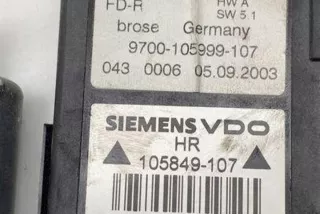 FD-R HW A
SW 5.1
brose Germany
9700-105999-107
043 0006 05.09.2003
SIEMENS VDO
HR
105849-107